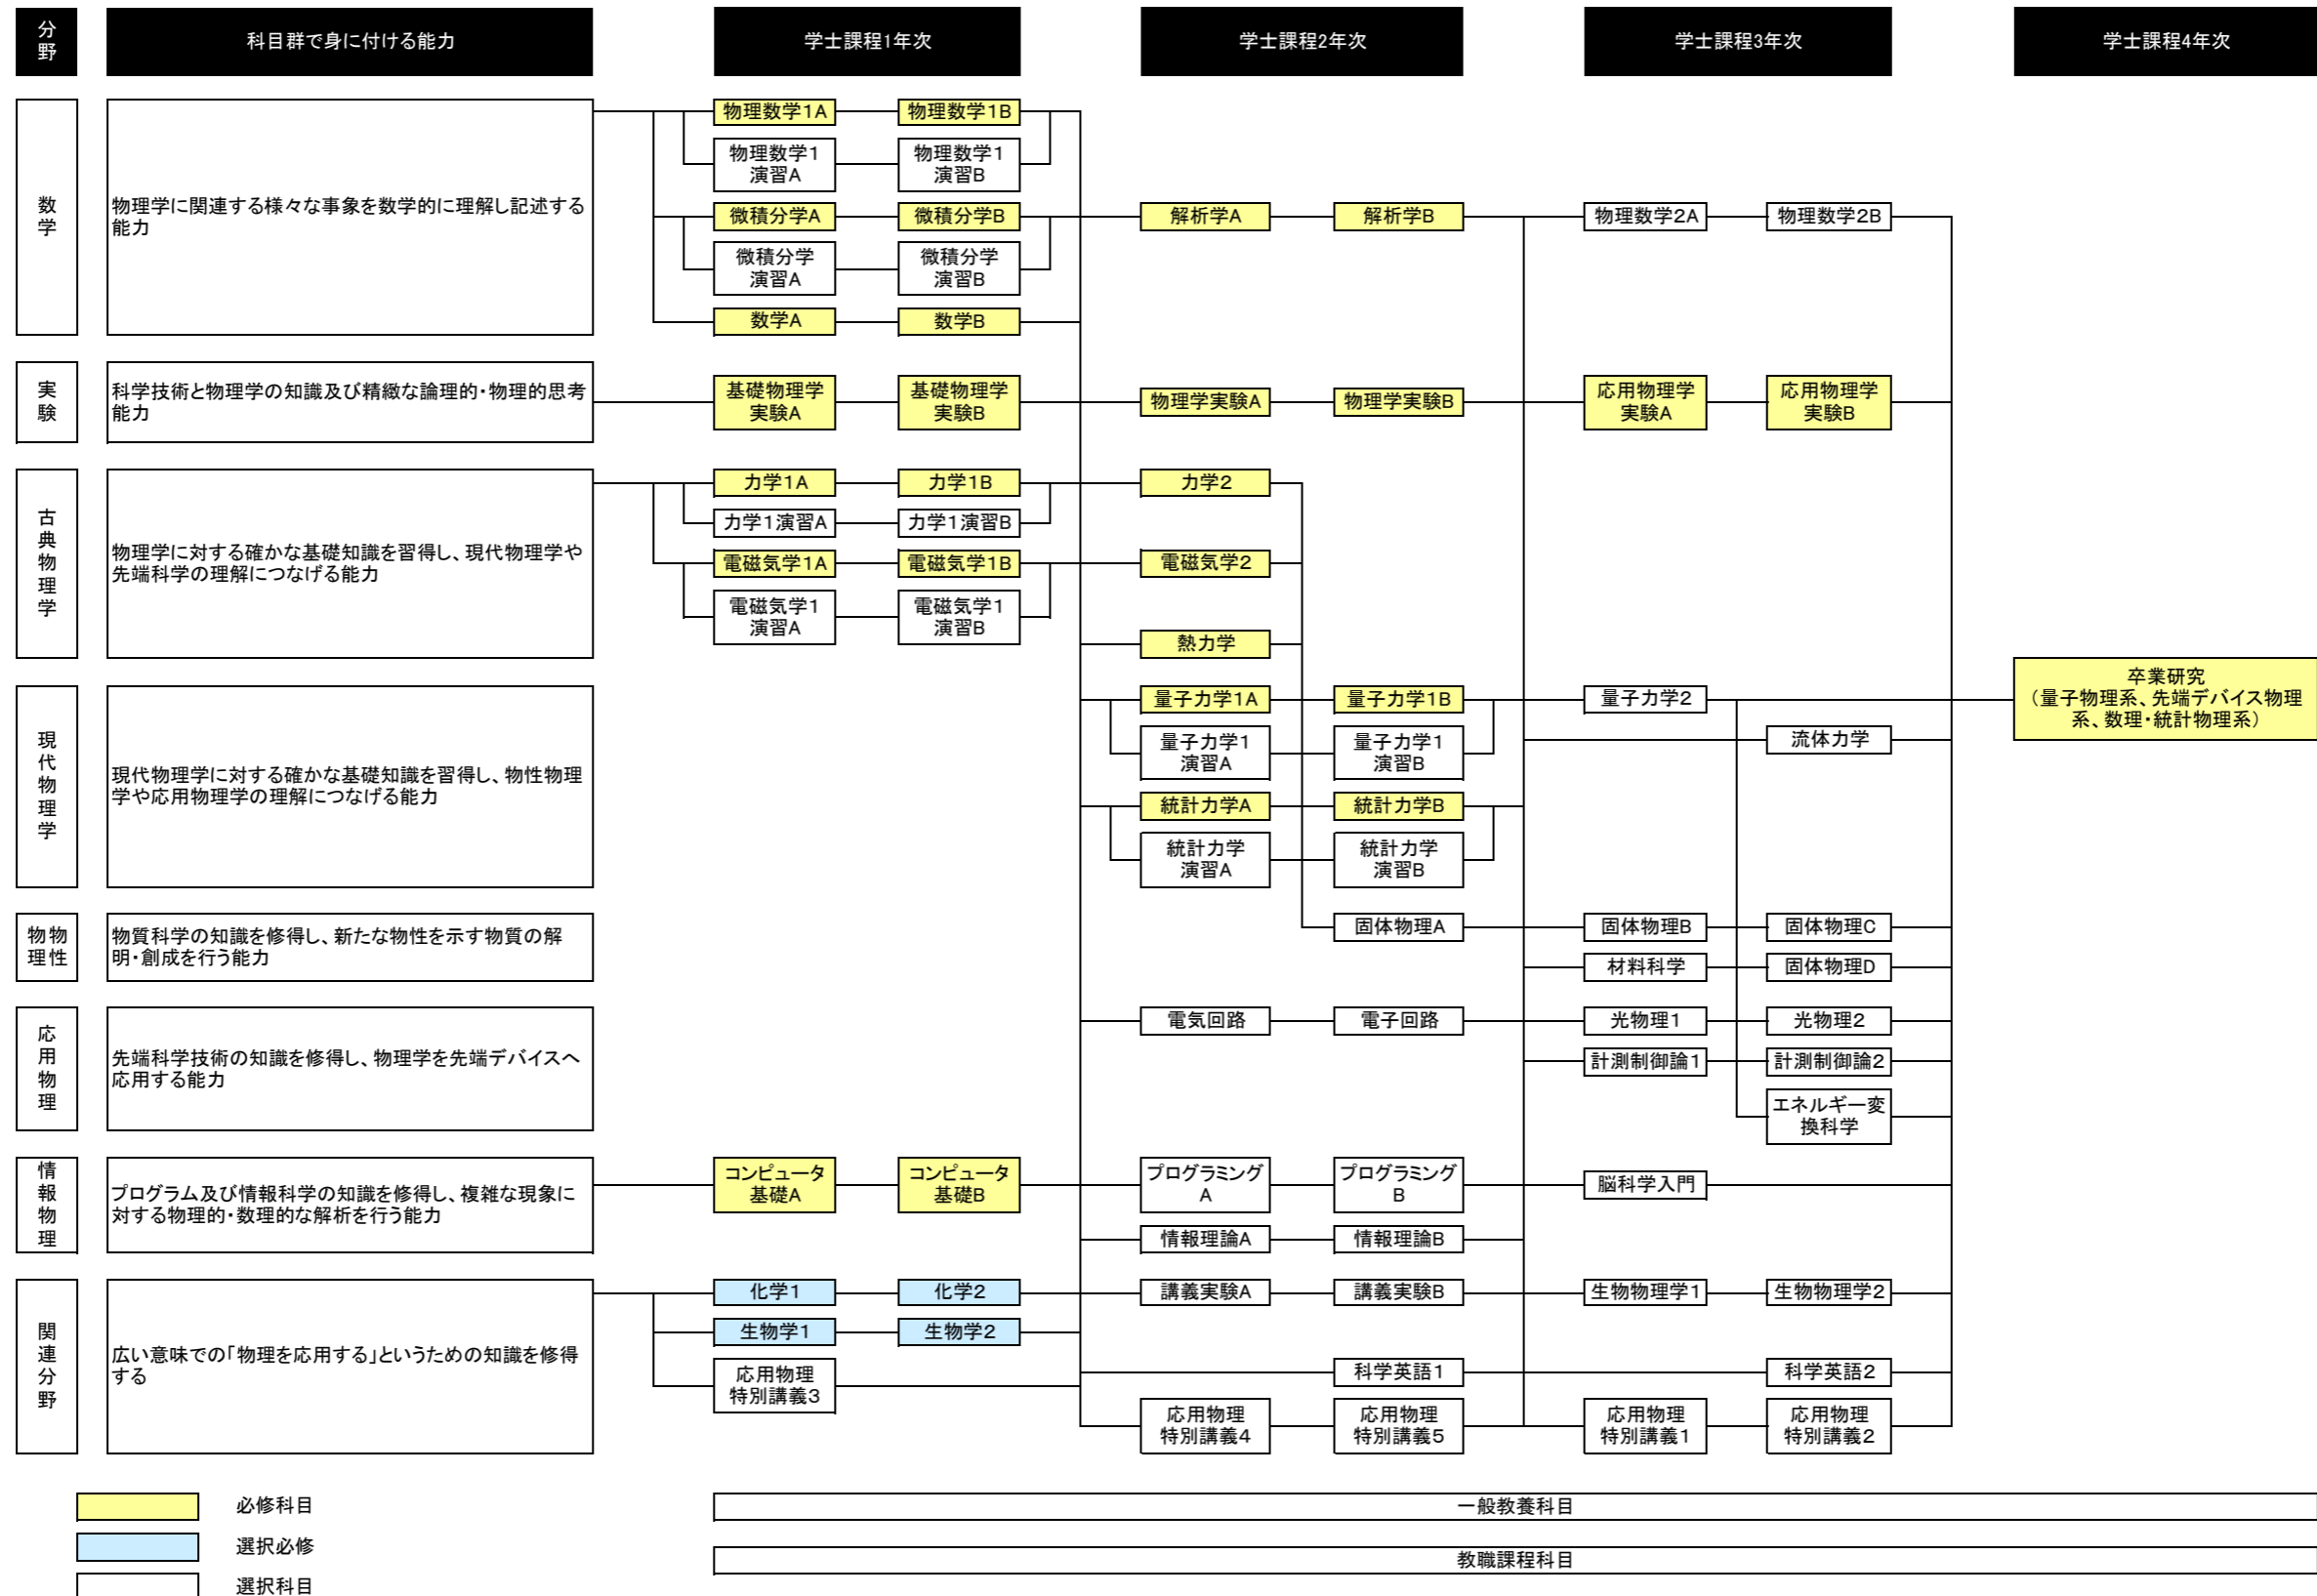 分野
科目群で身に付ける能力
学士課程1年次
学士課程2年次
学士課程3年次
学士課程4年次
数学
物理学に関連する様々な事象を数学的に理解し記述する
能力
物理数学1A
物理数学1B
物理数学1
演習A
物理数学1
演習B
微積分学A
微積分学B
解析学A
解析学B
物理数学2A
物理数学2B
微積分学
演習A
微積分学
演習B
数学A
数学B
実験
科学技術と物理学の知識及び精緻な論理的・物理的思考
能力
基礎物理学
実験A
基礎物理学
実験B
物理学実験A
物理学実験B
応用物理学
実験A
応用物理学
実験B
古典物理学
物理学に対する確かな基礎知識を習得し、現代物理学や
先端科学の理解につなげる能力
力学1A
力学1B
力学2
力学1演習A
力学1演習B
電磁気学1A
電磁気学1B
電磁気学2
電磁気学1
演習A
電磁気学1
演習B
熱力学
現代物理学
現代物理学に対する確かな基礎知識を習得し、物性物理
学や応用物理学の理解につなげる能力
量子力学1A
量子力学1B
量子力学2
卒業研究
（量子物理系、先端デバイス物理
系、数理・統計物理系）
量子力学1
演習A
量子力学1
演習B
流体力学
統計力学A
統計力学B
統計力学
演習A
統計力学
演習B
物性物理
物質科学の知識を修得し、新たな物性を示す物質の解
明・創成を行う能力
固体物理A
固体物理B
固体物理C
材料科学
固体物理D
応用物理
先端科学技術の知識を修得し、物理学を先端デバイスへ
応用する能力
電気回路
電子回路
光物理1
光物理2
計測制御論1
計測制御論2
エネルギー変
換科学
情報物理
プログラム及び情報科学の知識を修得し、複雑な現象に
対する物理的・数理的な解析を行う能力
コンピュータ
基礎A
コンピュータ
基礎B
プログラミング
A
プログラミング
B
脳科学入門
情報理論A
情報理論B
関連分野
広い意味での「物理を応用する」というための知識を修得
する
化学1
化学2
講義実験A
講義実験B
生物物理学1
生物物理学2
生物学1
生物学2
応用物理
特別講義3
科学英語1
科学英語2
応用物理
特別講義4
応用物理
特別講義5
応用物理
特別講義1
応用物理
特別講義2
必修科目
一般教養科目
選択必修
教職課程科目
選択科目